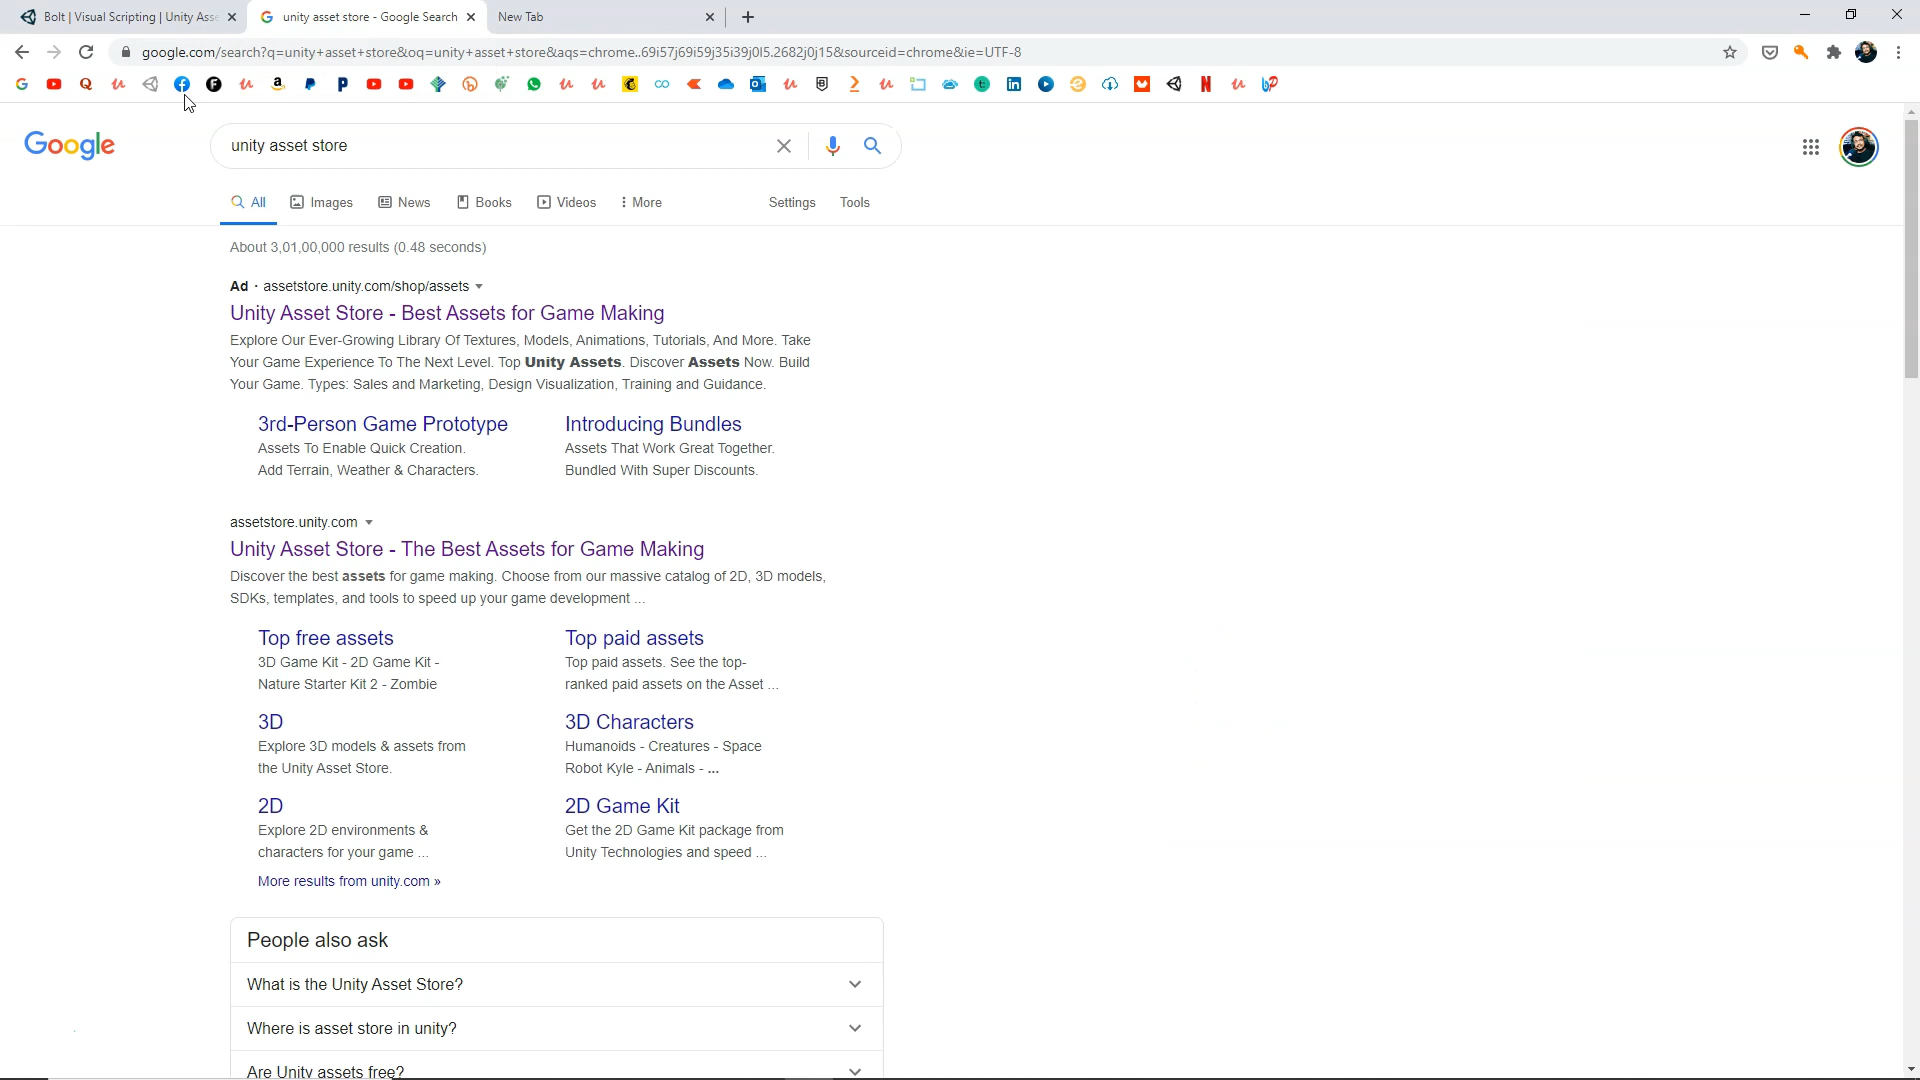 Bolt | Visual Scripting | Unity Asse
unity asset store - Google Search
New Tab
google.com/search?q=unity+asset+store&oq=unity+asset+store&aqs=chrome..69i57j69i59j35i39j0l5.2682j0j15&sourceid=chrome&ie=UTF-8
Google
unity asset store
All Images News Books Videos More Settings Tools
About 3,01,00,000 results (0.48 seconds)
Ad · assetstore.unity.com/shop/assets
Unity Asset Store - Best Assets for Game Making
Explore Our Ever-Growing Library Of Textures, Models, Animations, Tutorials, And More. Take
Your Game Experience To The Next Level. Top Unity Assets. Discover Assets Now. Build
Your Game. Types: Sales and Marketing, Design Visualization, Training and Guidance.
3rd-Person Game Prototype
Assets To Enable Quick Creation.
Add Terrain, Weather & Characters.
Introducing Bundles
Assets That Work Great Together.
Bundled With Super Discounts.
assetstore.unity.com
Unity Asset Store - The Best Assets for Game Making
Discover the best assets for game making. Choose from our massive catalog of 2D, 3D models,
SDKs, templates, and tools to speed up your game development ...
Top free assets
3D Game Kit - 2D Game Kit -
Nature Starter Kit 2 - Zombie
Top paid assets
Top paid assets. See the top-
ranked paid assets on the Asset ...
3D
Explore 3D models & assets from
the Unity Asset Store.
3D Characters
Humanoids - Creatures - Space
Robot Kyle - Animals - ...
2D
Explore 2D environments &
characters for your game ...
2D Game Kit
Get the 2D Game Kit package from
Unity Technologies and speed ...
More results from unity.com »
People also ask
What is the Unity Asset Store?
Where is asset store in unity?
Are Unity assets free?